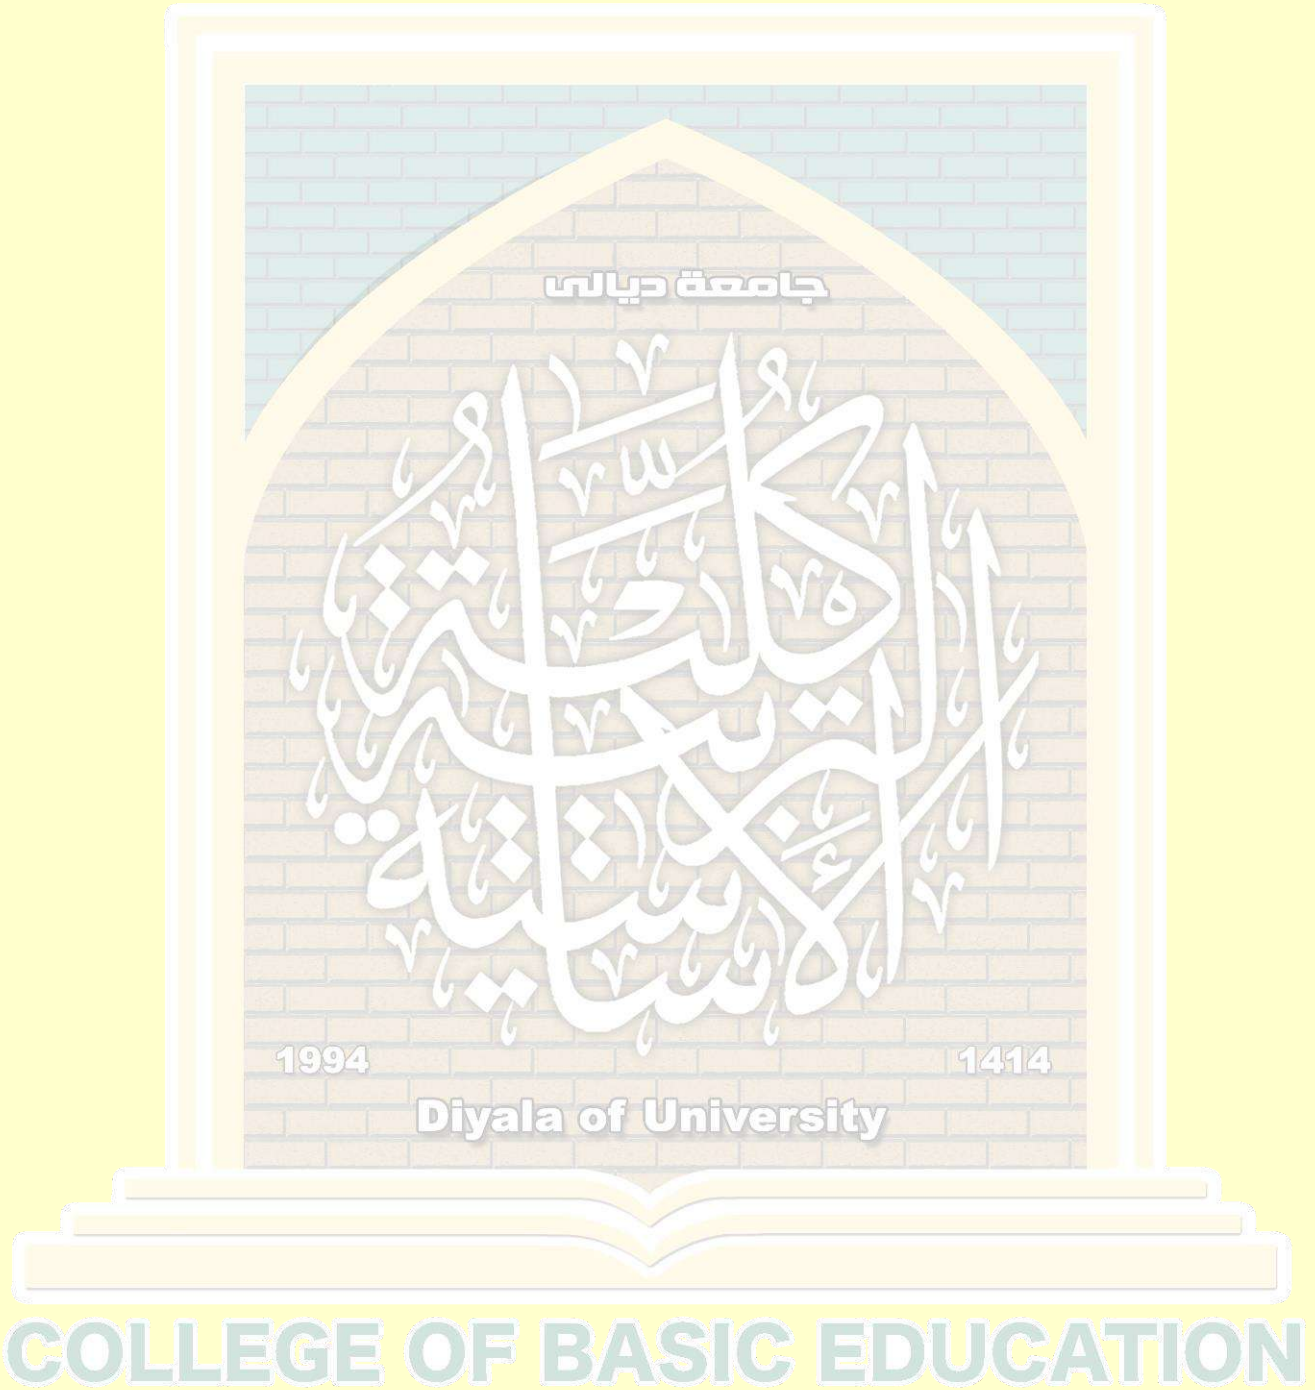 جامعة ديالى
كلية
التربية
الأساسية
1994 1414
Diyala of University
COLLEGE OF BASIC EDUCATION